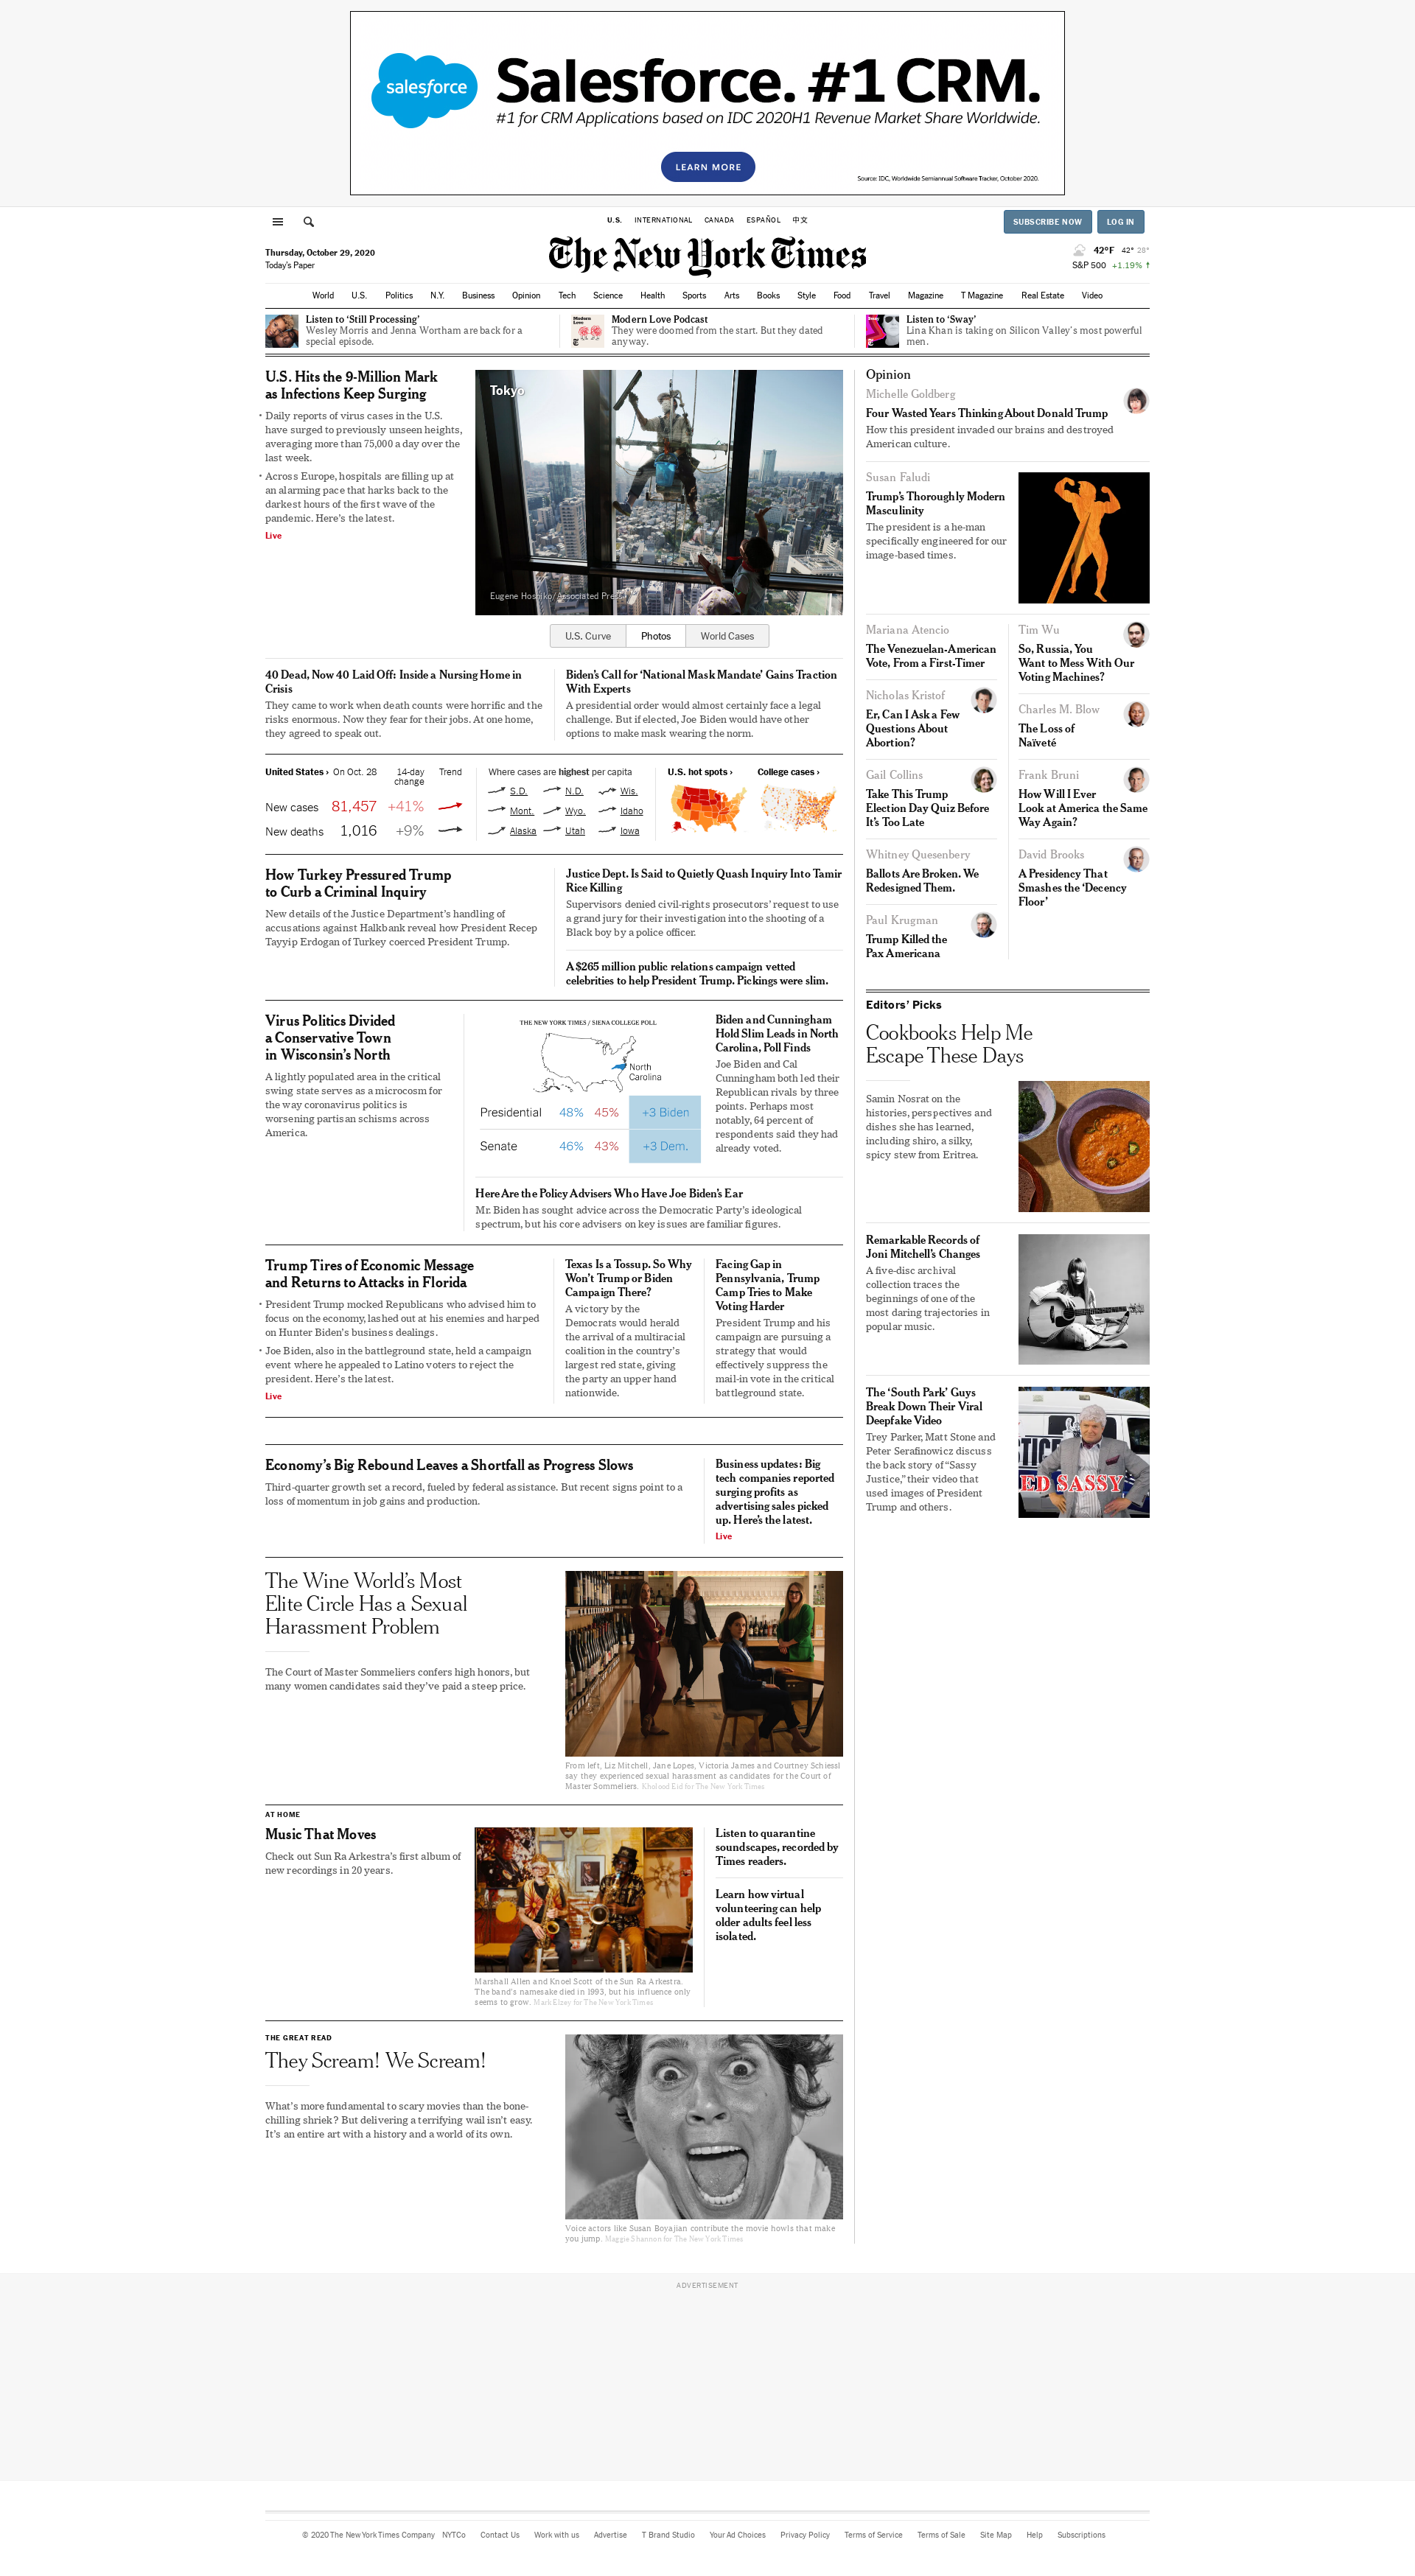 salesforce
Salesforce. #1 CRM.
#1 for CRM Applications based on IDC 2020H1 Revenue Market Share Worldwide.
LEARN MORE
Source: IDC, Worldwide Semiannual Software Tracker, October 2020.
U.S. INTERNATIONAL CANADA ESPAÑOL 中文
SUBSCRIBE NOW LOG IN
The New York Times
Thursday, October 29, 2020
Today's Paper
42°F 42° 28°
S&P 500 +1.19%
World U.S. Politics N.Y. Business Opinion Tech Science Health Sports Arts Books Style Food Travel Magazine T Magazine Real Estate Video
Listen to ‘Still Processing’
Wesley Morris and Jenna Wortham are back for a
special episode.
Modern Love Podcast
They were doomed from the start. But they dated
anyway.
Listen to ‘Sway’
Lina Khan is taking on Silicon Valley's most powerful
men.
U.S. Hits the 9-Million Mark
as Infections Keep Surging
Daily reports of virus cases in the U.S.
have surged to previously unseen heights,
averaging more than 75,000 a day over the
last week.
Across Europe, hospitals are filling up at
an alarming pace that harks back to the
darkest hours of the first wave of the
pandemic. Here's the latest.
Live
Tokyo
Eugene Hoshiko/Associated Press
U.S. Curve Photos World Cases
40 Dead, Now 40 Laid Off: Inside a Nursing Home in
Crisis
They came to work when death counts were horrific and the
risks enormous. Now they fear for their jobs. At one home,
they agreed to speak out.
Biden's Call for ‘National Mask Mandate’ Gains Traction
With Experts
A presidential order would almost certainly face a legal
challenge. But if elected, Joe Biden would have other
options to make mask wearing the norm.
United States › On Oct. 28 14-day
change Trend
New cases 81,457 +41%
New deaths 1,016 +9%
Where cases are highest per capita
S.D. N.D. Wis.
Mont. Wyo. Idaho
Alaska Utah Iowa
U.S. hot spots › College cases ›
How Turkey Pressured Trump
to Curb a Criminal Inquiry
New details of the Justice Department's handling of
accusations against Halkbank reveal how President Recep
Tayyip Erdogan of Turkey coerced President Trump.
Justice Dept. Is Said to Quietly Quash Inquiry Into Tamir
Rice Killing
Supervisors denied civil-rights prosecutors' request to use
a grand jury for their investigation into the shooting of a
Black boy by a police officer.
A $265 million public relations campaign vetted
celebrities to help President Trump. Pickings were slim.
Virus Politics Divided
a Conservative Town
in Wisconsin's North
A lightly populated area in the critical
swing state serves as a microcosm for
the way coronavirus politics is
worsening partisan schisms across
America.
THE NEW YORK TIMES / SIENA COLLEGE POLL
North
Carolina
Presidential 48% 45% +3 Biden
Senate 46% 43% +3 Dem.
Biden and Cunningham
Hold Slim Leads in North
Carolina, Poll Finds
Joe Biden and Cal
Cunningham both led their
Republican rivals by three
points. Perhaps most
notably, 64 percent of
respondents said they had
already voted.
Here Are the Policy Advisers Who Have Joe Biden's Ear
Mr. Biden has sought advice across the Democratic Party's ideological
spectrum, but his core advisers on key issues are familiar figures.
Trump Tires of Economic Message
and Returns to Attacks in Florida
President Trump mocked Republicans who advised him to
focus on the economy, lashed out at his enemies and harped
on Hunter Biden's business dealings.
Joe Biden, also in the battleground state, held a campaign
event where he appealed to Latino voters to reject the
president. Here's the latest.
Live
Texas Is a Tossup. So Why
Won't Trump or Biden
Campaign There?
A victory by the
Democrats would herald
the arrival of a multiracial
coalition in the country's
largest red state, giving
the party an upper hand
nationwide.
Facing Gap in
Pennsylvania, Trump
Camp Tries to Make
Voting Harder
President Trump and his
campaign are pursuing a
strategy that would
effectively suppress the
mail-in vote in the critical
battleground state.
Economy's Big Rebound Leaves a Shortfall as Progress Slows
Third-quarter growth set a record, fueled by federal assistance. But recent signs point to a
loss of momentum in job gains and production.
Business updates: Big
tech companies reported
surging profits as
advertising sales picked
up. Here's the latest.
Live
The Wine World's Most
Elite Circle Has a Sexual
Harassment Problem
The Court of Master Sommeliers confers high honors, but
many women candidates said they've paid a steep price.
From left, Liz Mitchell, Jane Lopes, Victoria James and Courtney Schiessl
say they experienced sexual harassment as candidates for the Court of
Master Sommeliers. Kholood Eid for The New York Times
AT HOME
Music That Moves
Check out Sun Ra Arkestra's first album of
new recordings in 20 years.
Marshall Allen and Knoel Scott of the Sun Ra Arkestra.
The band's namesake died in 1993, but his influence only
seems to grow. Mark Elzey for The New York Times
Listen to quarantine
soundscapes, recorded by
Times readers.
Learn how virtual
volunteering can help
older adults feel less
isolated.
THE GREAT READ
They Scream! We Scream!
What's more fundamental to scary movies than the bone-
chilling shriek? But delivering a terrifying wail isn't easy.
It's an entire art with a history and a world of its own.
Voice actors like Susan Boyajian contribute the movie howls that make
you jump. Maggie Shannon for The New York Times
Opinion
Michelle Goldberg
Four Wasted Years Thinking About Donald Trump
How this president invaded our brains and destroyed
American culture.
Susan Faludi
Trump's Thoroughly Modern
Masculinity
The president is a he-man
specifically engineered for our
image-based times.
Mariana Atencio
The Venezuelan-American
Vote, From a First-Timer
Nicholas Kristof
Er, Can I Ask a Few
Questions About
Abortion?
Gail Collins
Take This Trump
Election Day Quiz Before
It's Too Late
Whitney Quesenbery
Ballots Are Broken. We
Redesigned Them.
Paul Krugman
Trump Killed the
Pax Americana
Tim Wu
So, Russia, You
Want to Mess With Our
Voting Machines?
Charles M. Blow
The Loss of
Naïveté
Frank Bruni
How Will I Ever
Look at America the Same
Way Again?
David Brooks
A Presidency That
Smashes the ‘Decency
Floor’
Editors’ Picks
Cookbooks Help Me
Escape These Days
Samin Nosrat on the
histories, perspectives and
dishes she has learned,
including shiro, a silky,
spicy stew from Eritrea.
Remarkable Records of
Joni Mitchell's Changes
A five-disc archival
collection traces the
beginnings of one of the
most daring trajectories in
popular music.
The ‘South Park’ Guys
Break Down Their Viral
Deepfake Video
Trey Parker, Matt Stone and
Peter Serafinowicz discuss
the back story of “Sassy
Justice,” their video that
used images of President
Trump and others.
STICE
ED SASSY
ADVERTISEMENT
© 2020 The New York Times Company NYTCo Contact Us Work with us Advertise T Brand Studio Your Ad Choices Privacy Policy Terms of Service Terms of Sale Site Map Help Subscriptions